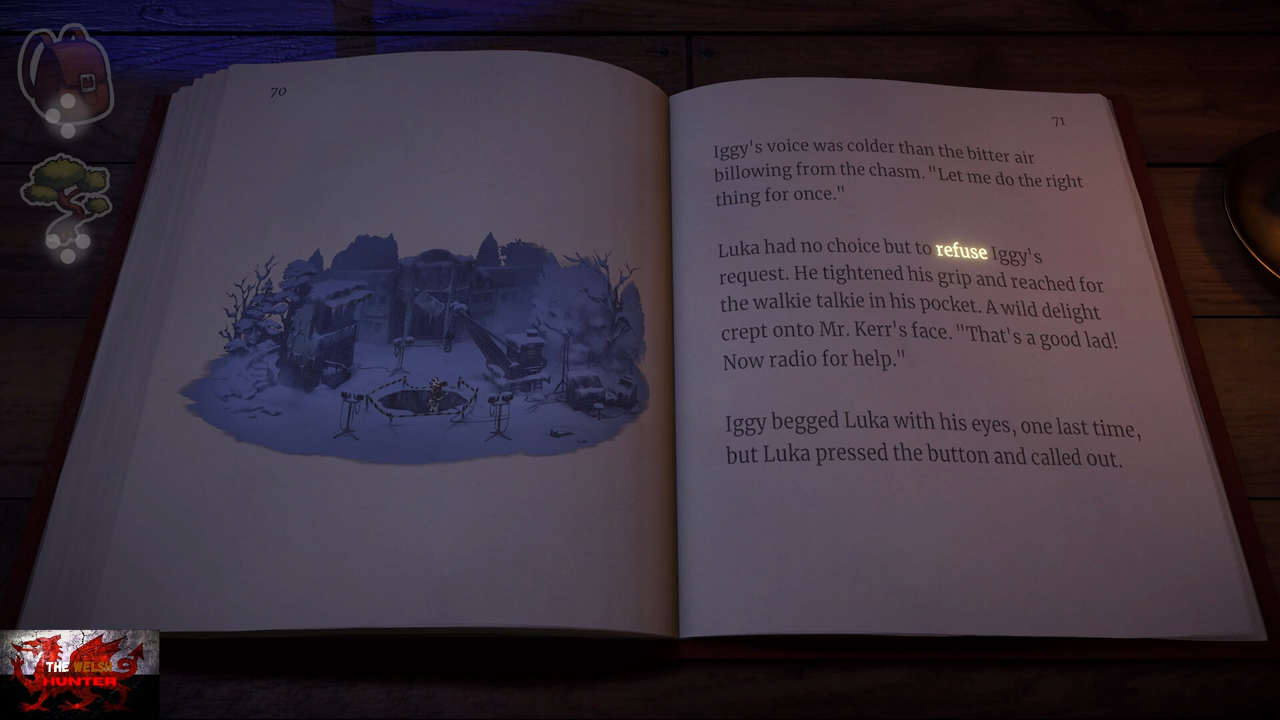 70
71
Iggy's voice was colder than the bitter air
billowing from the chasm. "Let me do the right
thing for once."
Luka had no choice but to refuse Iggy's
request. He tightened his grip and reached for
the walkie talkie in his pocket. A wild delight
crept onto Mr. Kerr's face. "That's a good lad!
Now radio for help."
Iggy begged Luka with his eyes, one last time,
but Luka pressed the button and called out.
THE WELSH
HUNTER